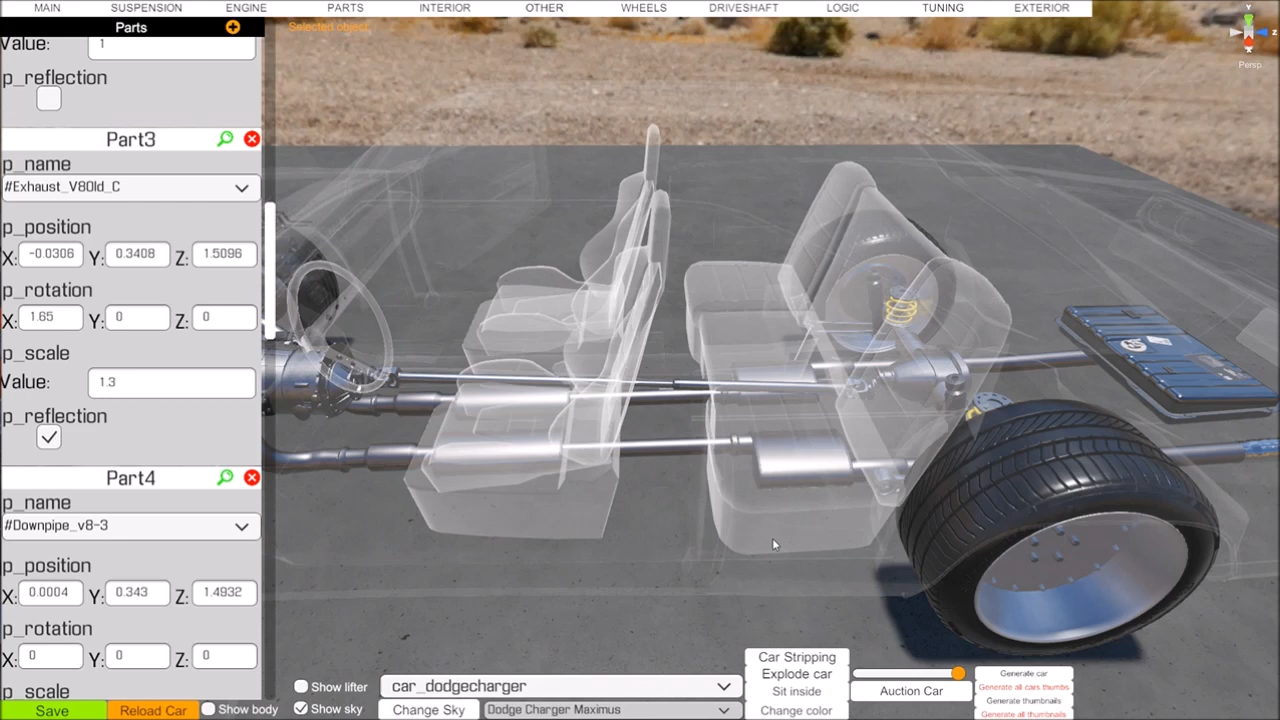 MAIN SUSPENSION ENGINE PARTS INTERIOR OTHER WHEELS DRIVESHAFT LOGIC TUNING EXTERIOR
Parts
Selected object:
Value: 1
p_reflection
Part3
p_name
#Exhaust_V8Old_C
p_position
X: -0.0306 Y: 0.3408 Z: 1.5096
p_rotation
X: 1.65 Y: 0 Z: 0
p_scale
Value: 1.3
p_reflection
Part4
p_name
#Downpipe_v8-3
p_position
X: 0.0004 Y: 0.343 Z: 1.4932
p_rotation
X: 0 Y: 0 Z: 0
p_scale
Save Reload Car
Show body
Show lifter
Show sky
car_dodgecharger
Change Sky
Dodge Charger Maximus
Car Stripping
Explode car
Sit inside
Change color
Auction Car
Generate car
Generate all cars thumbs
Generate thumbnails
Generate all thumbnails
Y
Z
X
Persp